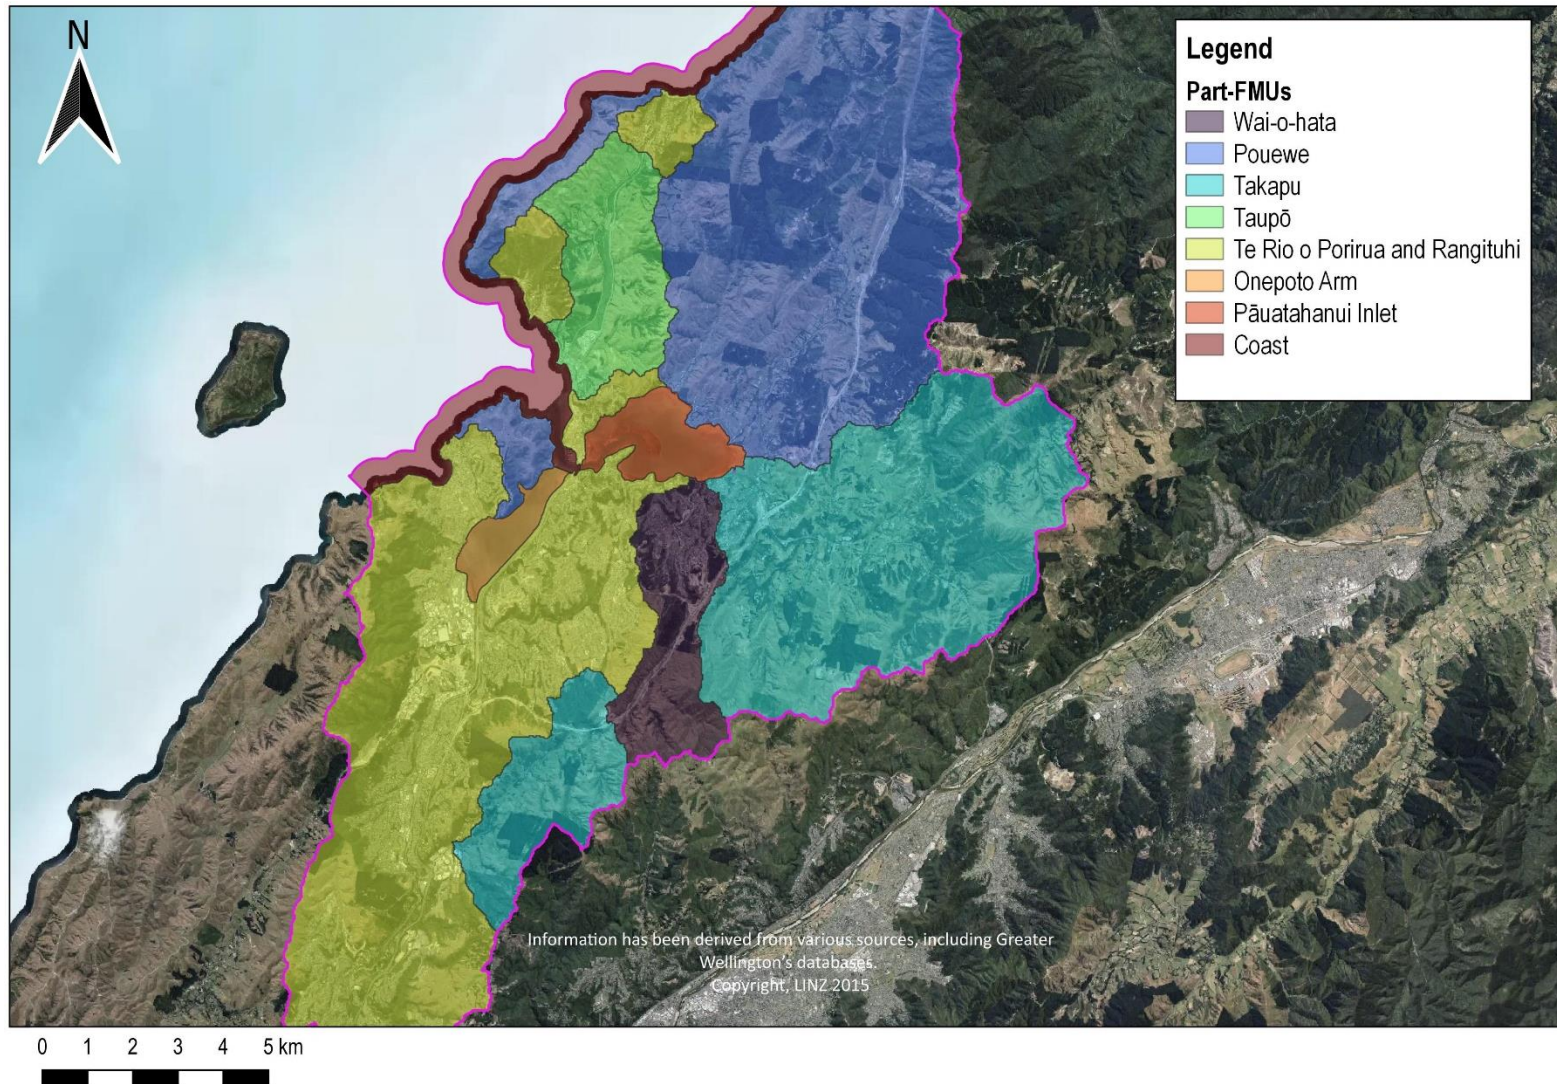 N
Legend
Part-FMUs
Wai-o-hata
Pouewe
Takapu
Taupō
Te Rio o Porirua and Rangituhi
Onepoto Arm
Pāuatahanui Inlet
Coast
Information has been derived from various sources, including Greater
Wellington's databases.
Copyright, LINZ 2015
0 1 2 3 4 5 km